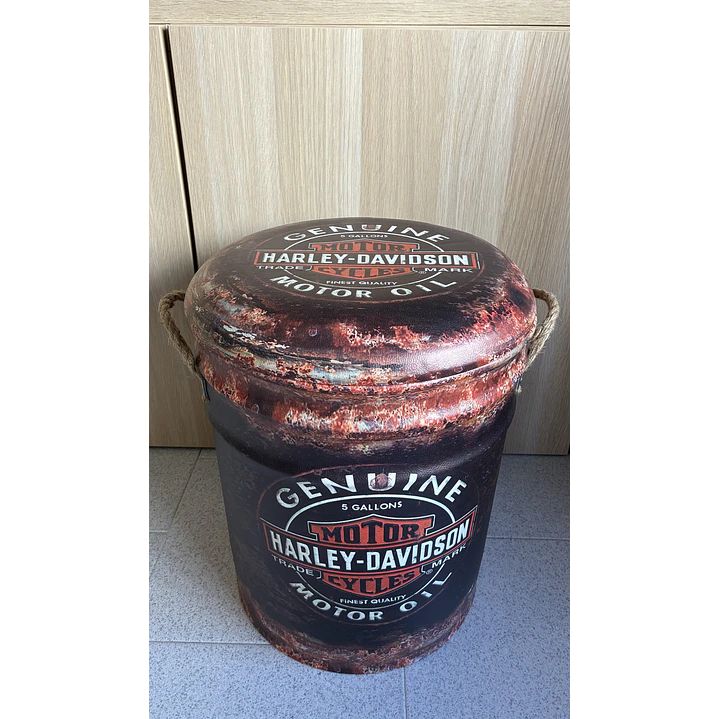 GENUINE
5 GALLONS
MOTOR
HARLEY-DAVIDSON
TRADE MARK
CYCLES ®
FINEST QUALITY
MOTOR OIL
GENUINE
5 GALLONS
MOTOR
HARLEY-DAVIDSON
TRADE MARK
CYCLES ®
FINEST QUALITY
MOTOR OIL